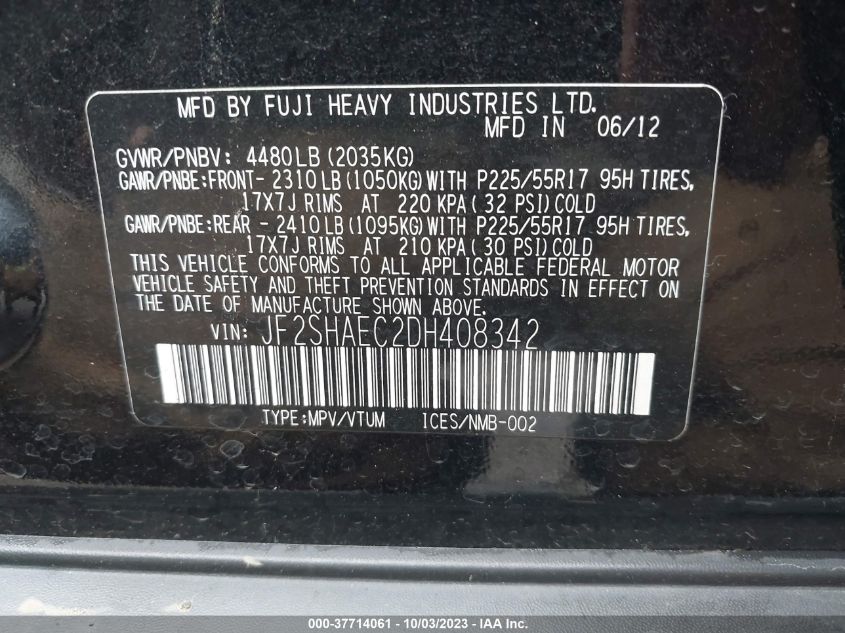 MFD BY FUJI HEAVY INDUSTRIES LTD.
MFD IN 06/12
GVWR/PNBV: 4480LB (2035KG)
GAWR/PNBE:FRONT- 2310LB (1050KG) WITH P225/55R17 95H TIRES,
17X7J RIMS AT 220 KPA( 32 PSI)COLD
GAWR/PNBE:REAR - 2410LB (1095KG) WITH P225/55R17 95H TIRES,
17X7J RIMS AT 210 KPA( 30 PSI)COLD
THIS VEHICLE CONFORMS TO ALL APPLICABLE FEDERAL MOTOR
VEHICLE SAFETY AND THEFT PREVENTION STANDARDS IN EFFECT ON
THE DATE OF MANUFACTURE SHOWN ABOVE.
VIN: JF2SHAEC2DH408342
TYPE:MPV/VTUM ICES/NMB-002
000-37714061 - 10/03/2023 - IAA Inc.